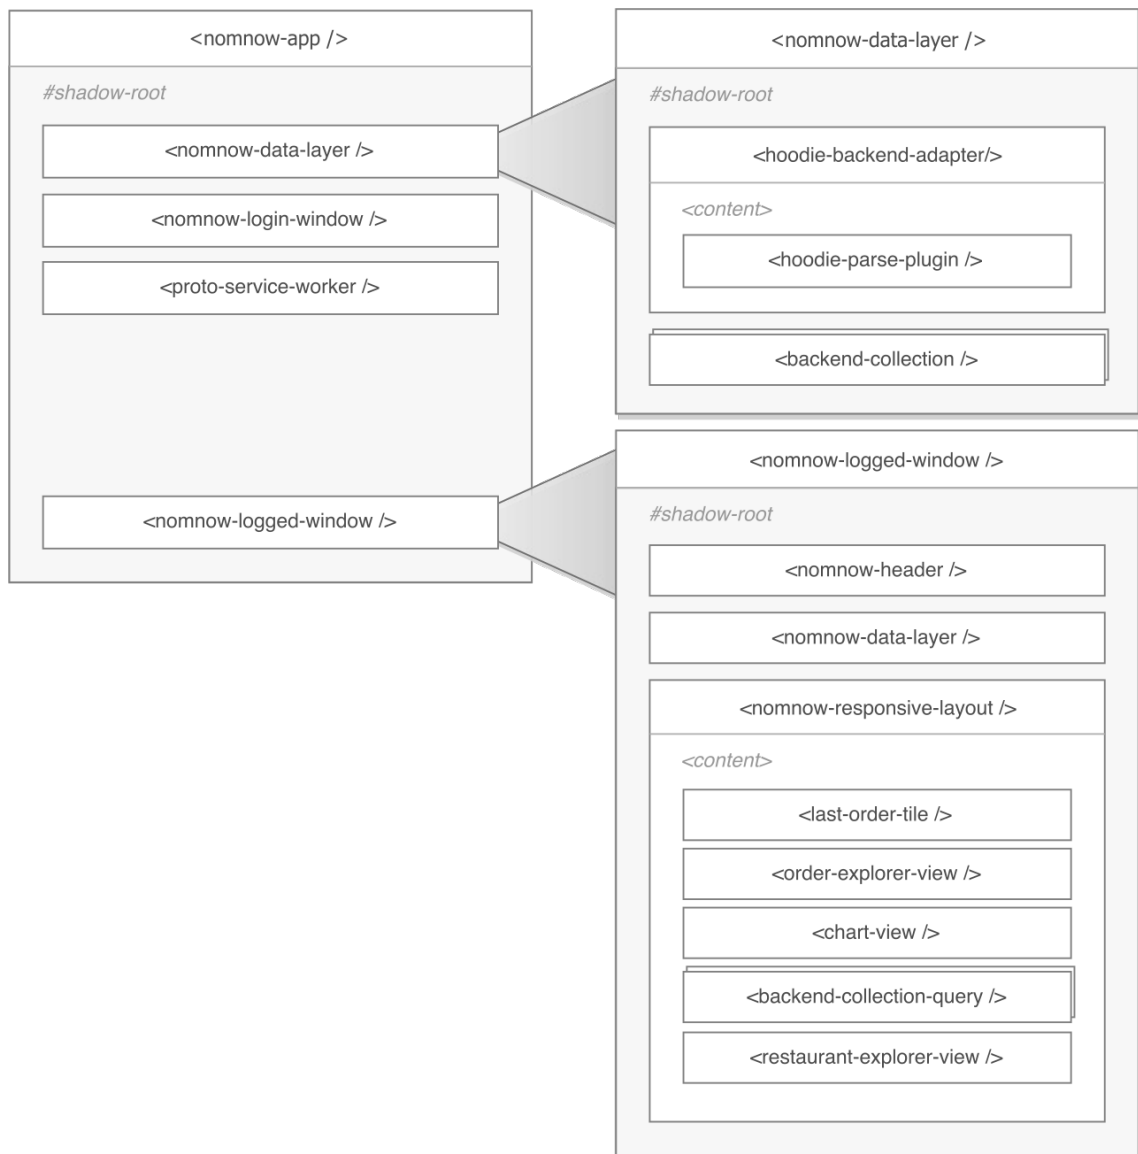 <nomnow-app />
#shadow-root
<nomnow-data-layer />
<nomnow-login-window />
<proto-service-worker />
<nomnow-logged-window />
<nomnow-data-layer />
#shadow-root
<hoodie-backend-adapter/>
<content>
<hoodie-parse-plugin />
<backend-collection />
<nomnow-logged-window />
#shadow-root
<nomnow-header />
<nomnow-data-layer />
<nomnow-responsive-layout />
<content>
<last-order-tile />
<order-explorer-view />
<chart-view />
<backend-collection-query />
<restaurant-explorer-view />